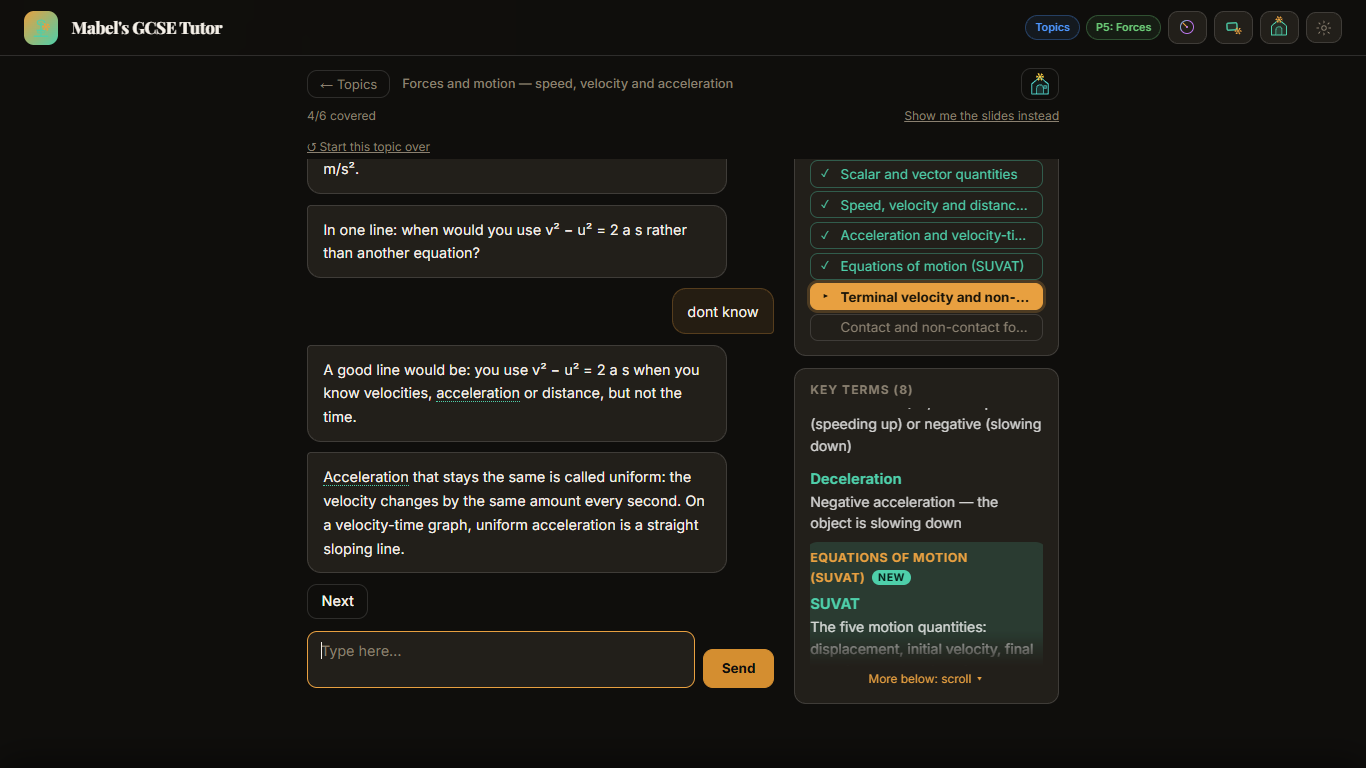 Mabel's GCSE Tutor
Topics
P5: Forces
← Topics
Forces and motion — speed, velocity and acceleration
4/6 covered
Show me the slides instead
↺ Start this topic over
m/s².
In one line: when would you use v² − u² = 2 a s rather
than another equation?
dont know
A good line would be: you use v² − u² = 2 a s when you
know velocities, acceleration or distance, but not the
time.
Acceleration that stays the same is called uniform: the
velocity changes by the same amount every second. On
a velocity-time graph, uniform acceleration is a straight
sloping line.
Next
Type here...
Send
✓ Scalar and vector quantities
✓ Speed, velocity and distanc...
✓ Acceleration and velocity-ti...
✓ Equations of motion (SUVAT)
▸ Terminal velocity and non-...
Contact and non-contact fo...
KEY TERMS (8)
(speeding up) or negative (slowing
down)
Deceleration
Negative acceleration — the
object is slowing down
EQUATIONS OF MOTION
(SUVAT) NEW
SUVAT
The five motion quantities:
displacement, initial velocity, final
More below: scroll ▾